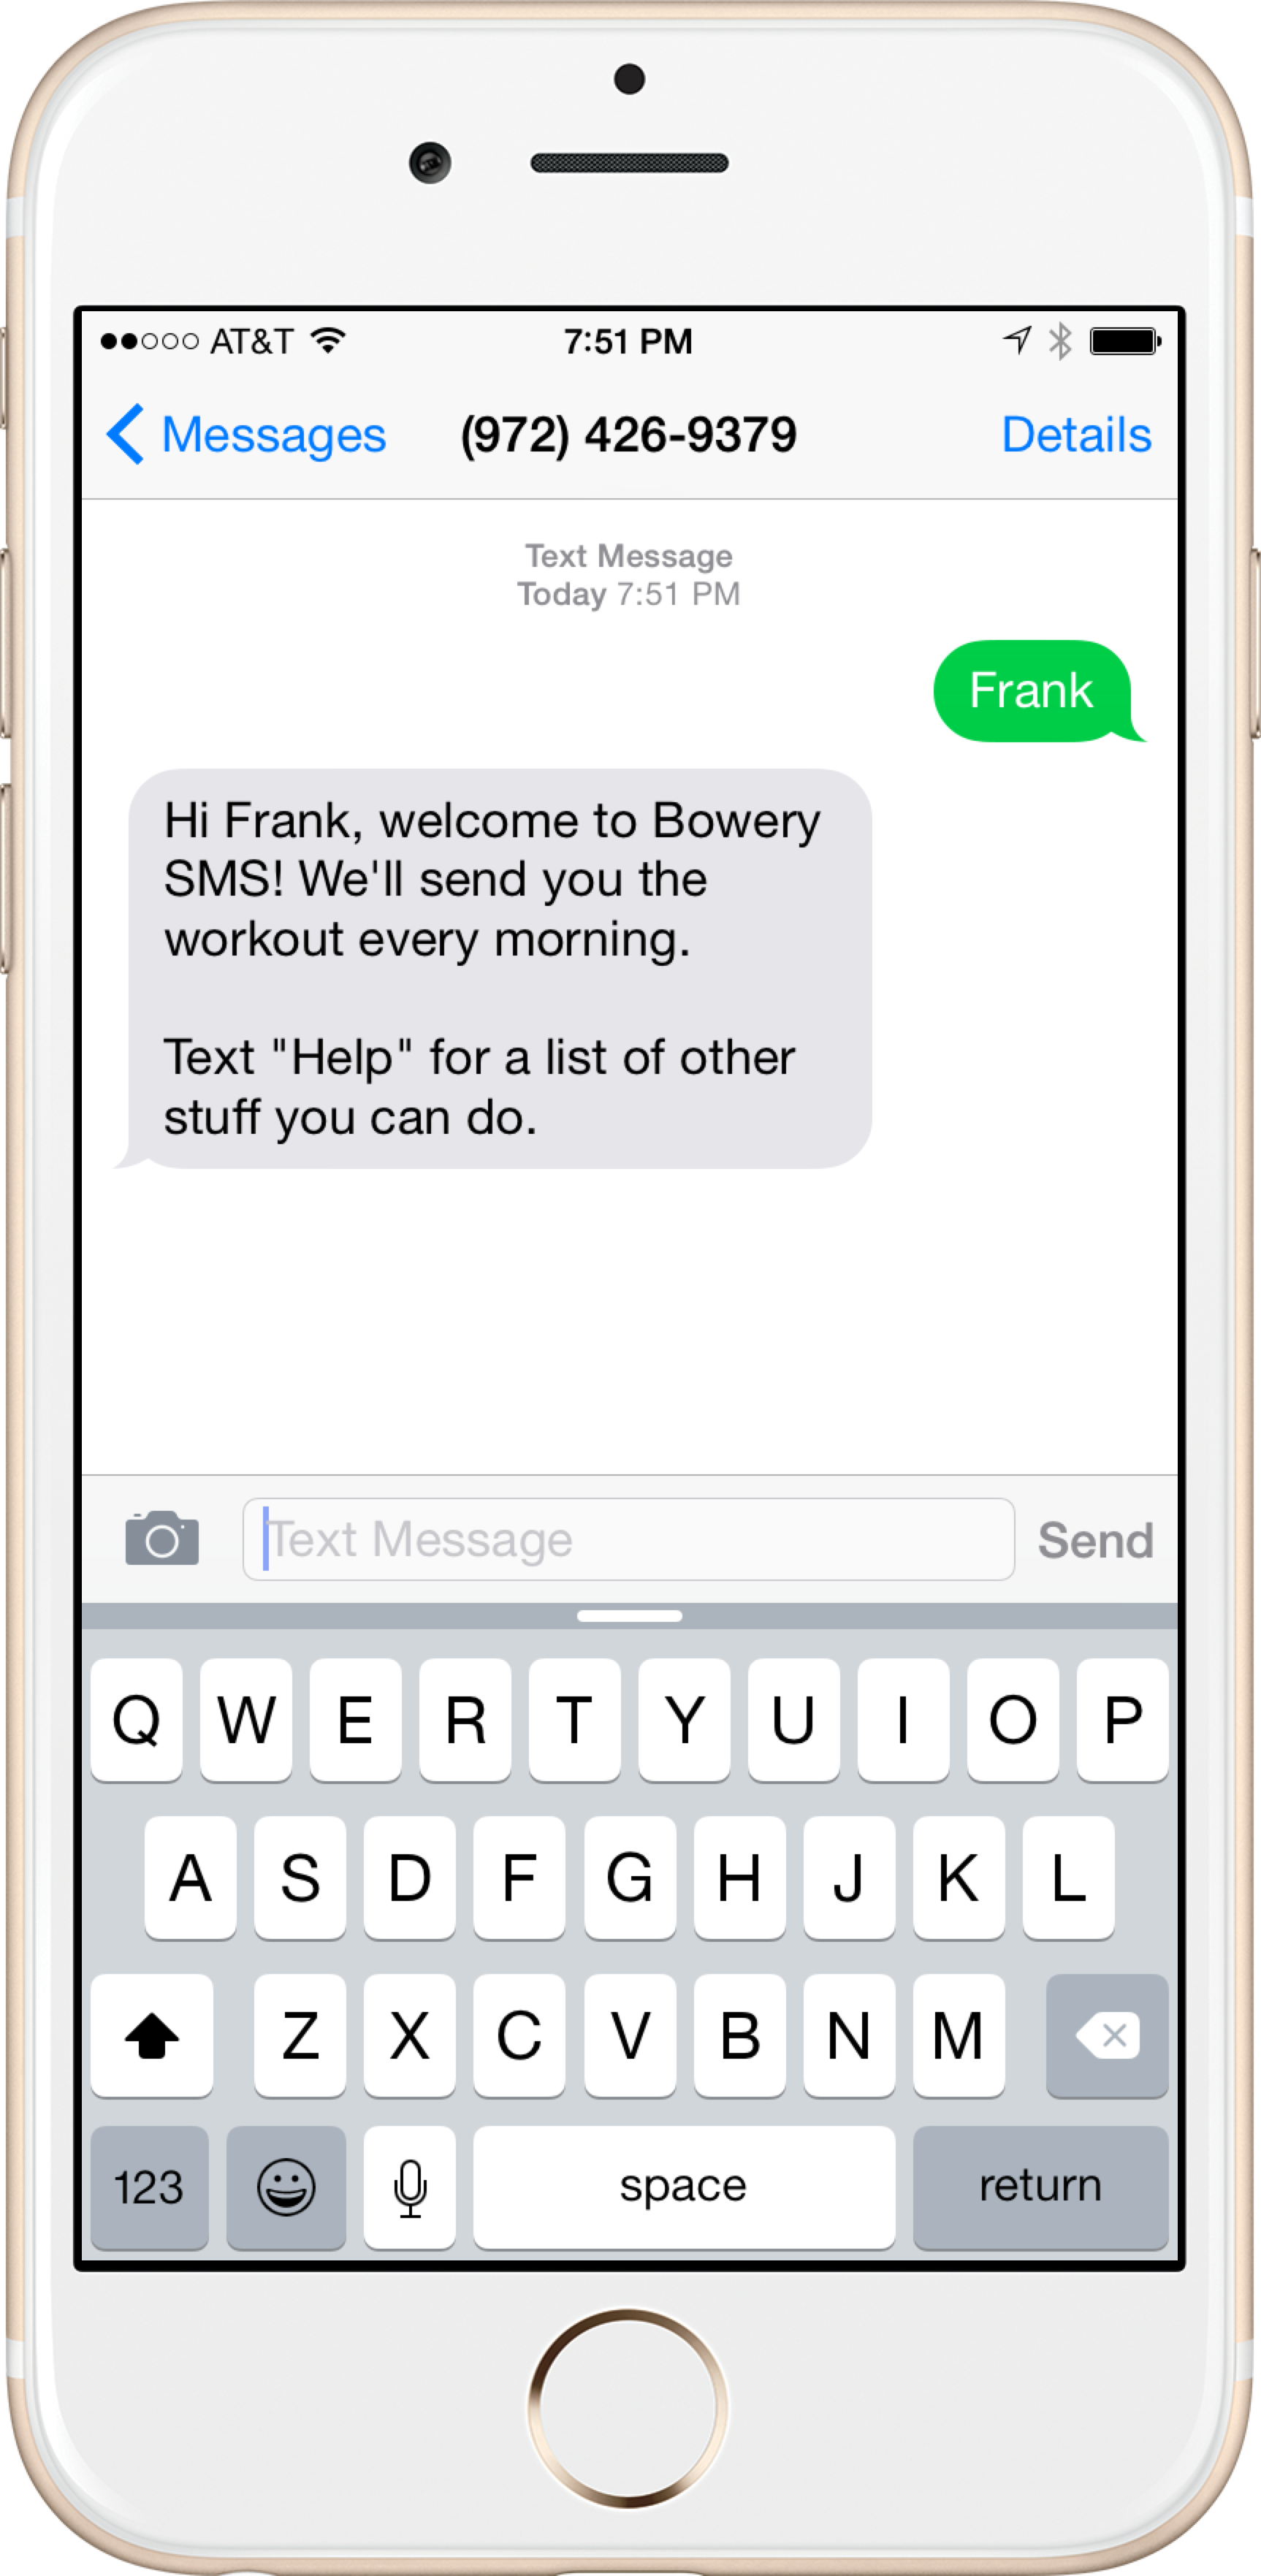 AT&T 7:51 PM
Messages (972) 426-9379 Details
Text Message
Today 7:51 PM
Frank
Hi Frank, welcome to Bowery
SMS! We'll send you the
workout every morning.
Text "Help" for a list of other
stuff you can do.
Text Message Send
Q W E R T Y U I O P
A S D F G H J K L
Z X C V B N M
123 space return